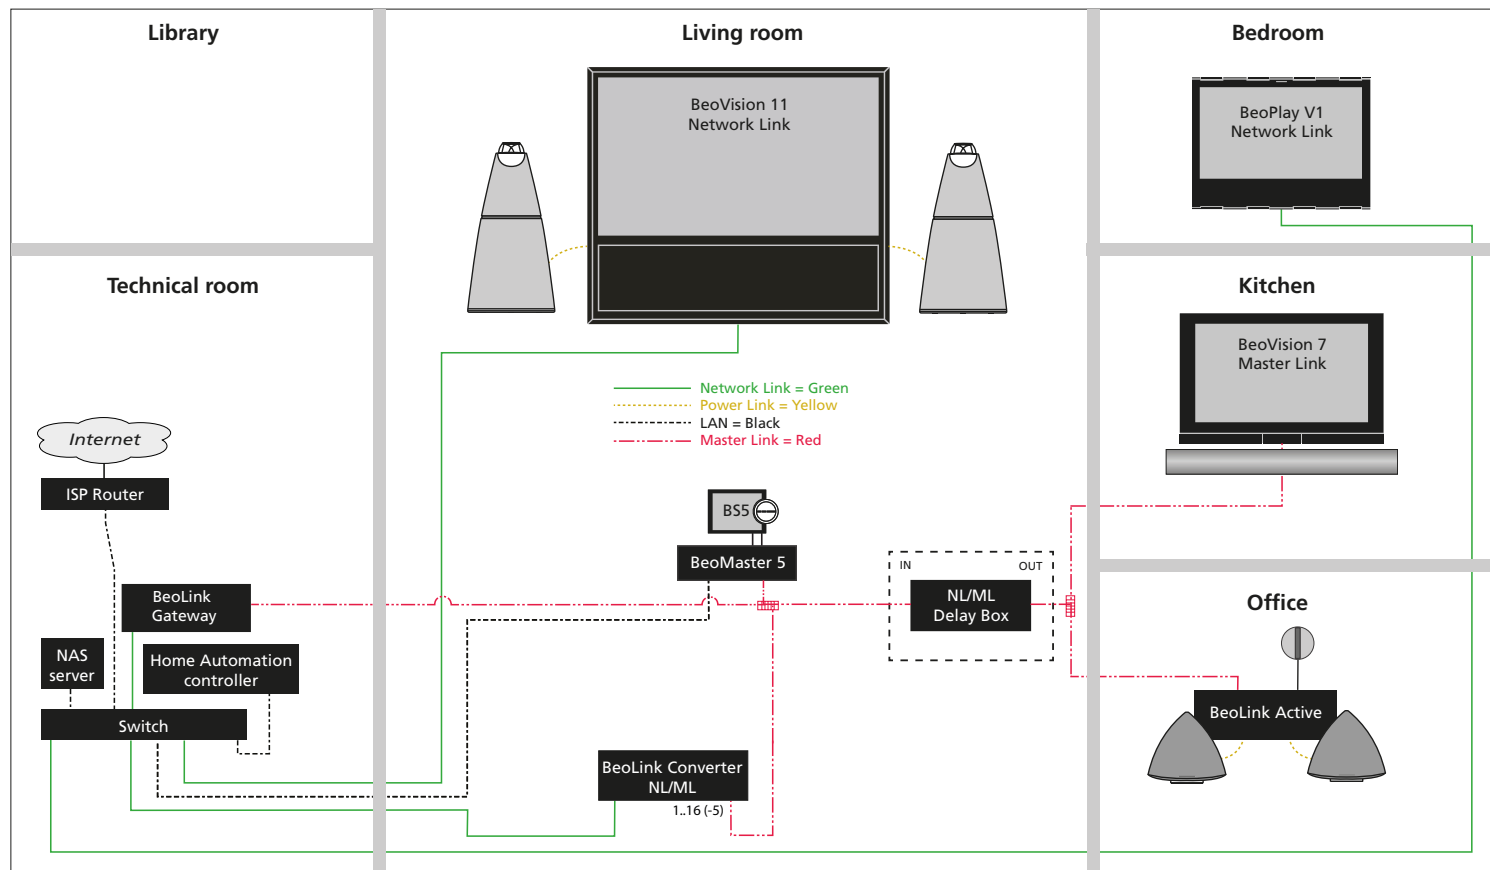 Library
Living room
Bedroom
BeoVision 11
Network Link
BeoPlay V1
Network Link
Technical room
Kitchen
BeoVision 7
Master Link
Network Link = Green
Power Link = Yellow
LAN = Black
Master Link = Red
Internet
ISP Router
BS5
BeoMaster 5
IN
OUT
NL/ML
Delay Box
BeoLink
Gateway
Office
NAS
server
Home Automation
controller
Switch
BeoLink Active
BeoLink Converter
NL/ML
1..16 (-5)